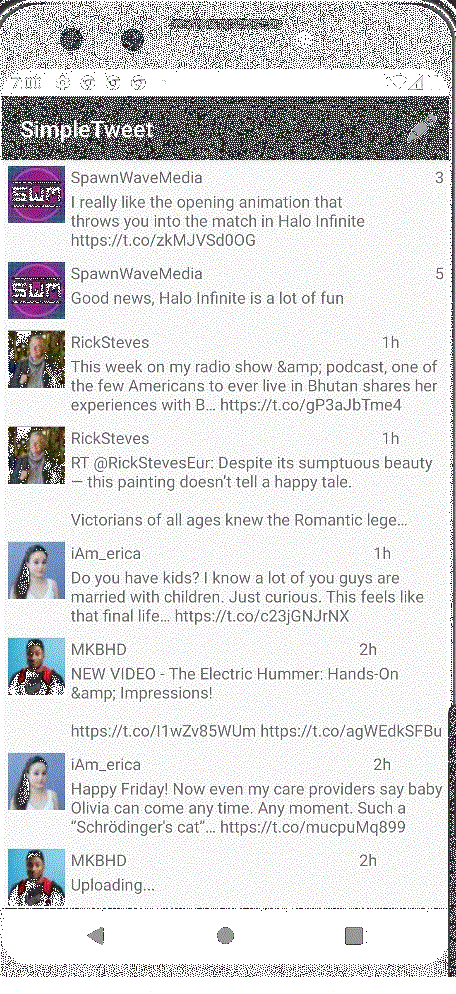 7:00
SimpleTweet
SWM
SpawnWaveMedia 3
I really like the opening animation that
throws you into the match in Halo Infinite
https://t.co/zkMJVSd0OG
SWM
SpawnWaveMedia 5
Good news, Halo Infinite is a lot of fun
RickSteves 1h
This week on my radio show &amp; podcast, one of
the few Americans to ever live in Bhutan shares her
experiences with B… https://t.co/gP3aJbTme4
RickSteves 1h
RT @RickStevesEur: Despite its sumptuous beauty
— this painting doesn't tell a happy tale.
Victorians of all ages knew the Romantic lege…
iAm_erica 1h
Do you have kids? I know a lot of you guys are
married with children. Just curious. This feels like
that final life… https://t.co/c23jGNJrNX
MKBHD 2h
NEW VIDEO - The Electric Hummer: Hands-On
&amp; Impressions!
https://t.co/l1wZv85WUm https://t.co/agWEdkSFBu
iAm_erica 2h
Happy Friday! Now even my care providers say baby
Olivia can come any time. Any moment. Such a
“Schrödinger's cat”… https://t.co/mucpuMq899
MKBHD 2h
Uploading...